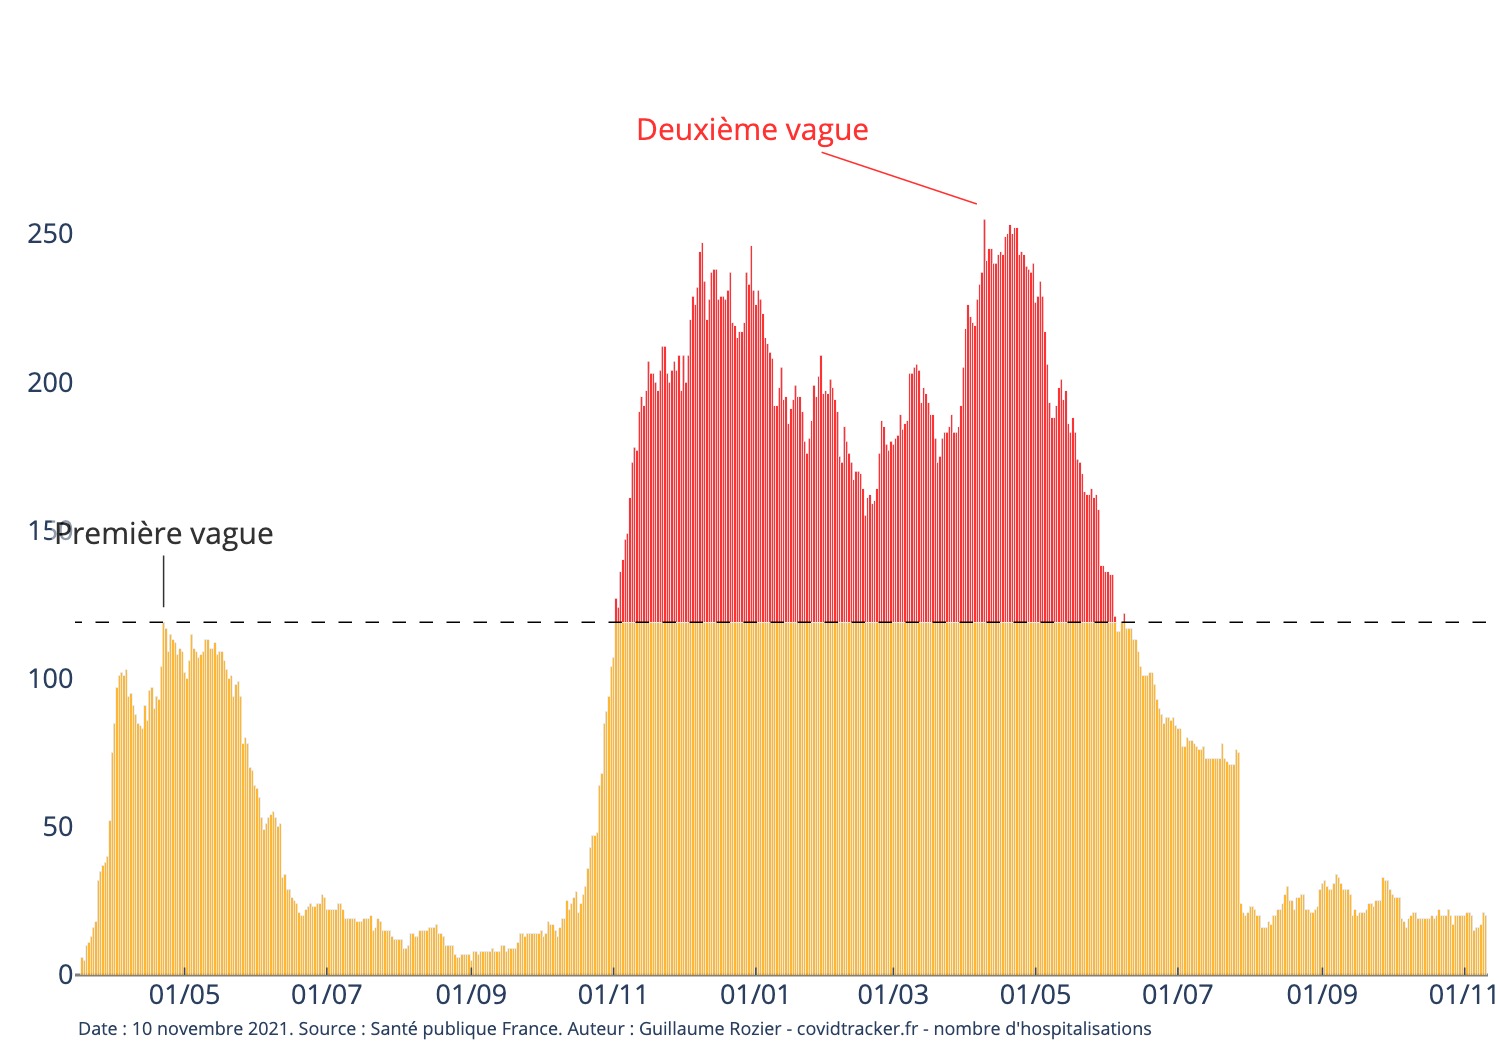 Deuxième vague
250
200
150
Première vague
100
50
0
01/05 01/07 01/09 01/11 01/01 01/03 01/05 01/07 01/09 01/11
Date : 10 novembre 2021. Source : Santé publique France. Auteur : Guillaume Rozier - covidtracker.fr - nombre d'hospitalisations